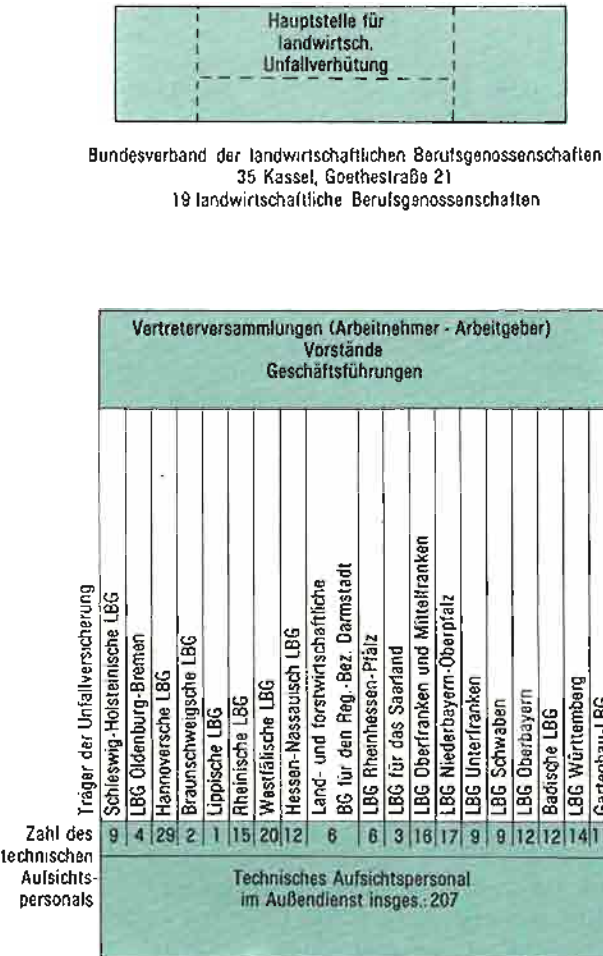 Hauptstelle für
landwirtsch.
Unfallverhütung
Bundesverband der landwirtschaftlichen Berufsgenossenschaften
35 Kassel, Goethestraße 21
19 landwirtschaftliche Berufsgenossenschaften
Vertreterversammlungen (Arbeitnehmer - Arbeitgeber)
Vorstände
Geschäftsführungen
Träger der Unfallversicherung
Schleswig-Holsteinische LBG
LBG Oldenburg-Bremen
Hannoversche LBG
Braunschweigsche LBG
Lippische LBG
Rheinische LBG
Westfälische LBG
Hessen-Nassauisch LBG
Land- und forstwirtschaftliche
BG für den Reg.-Bez. Darmstadt
LBG Rheinhessen-Pfalz
LBG für das Saarland
LBG Oberfranken und Mittelfranken
LBG Niederbayern-Oberpfalz
LBG Unterfranken
LBG Schwaben
LBG Oberbayern
Badische LBG
LBG Württemberg
Gartenbau-LBG
Zahl des
technischen
Aufsichts-
personals
9 4 29 2 1 15 20 12 6 6 3 16 17 9 9 12 12 14 1
Technisches Aufsichtspersonal
im Außendienst insges.: 207